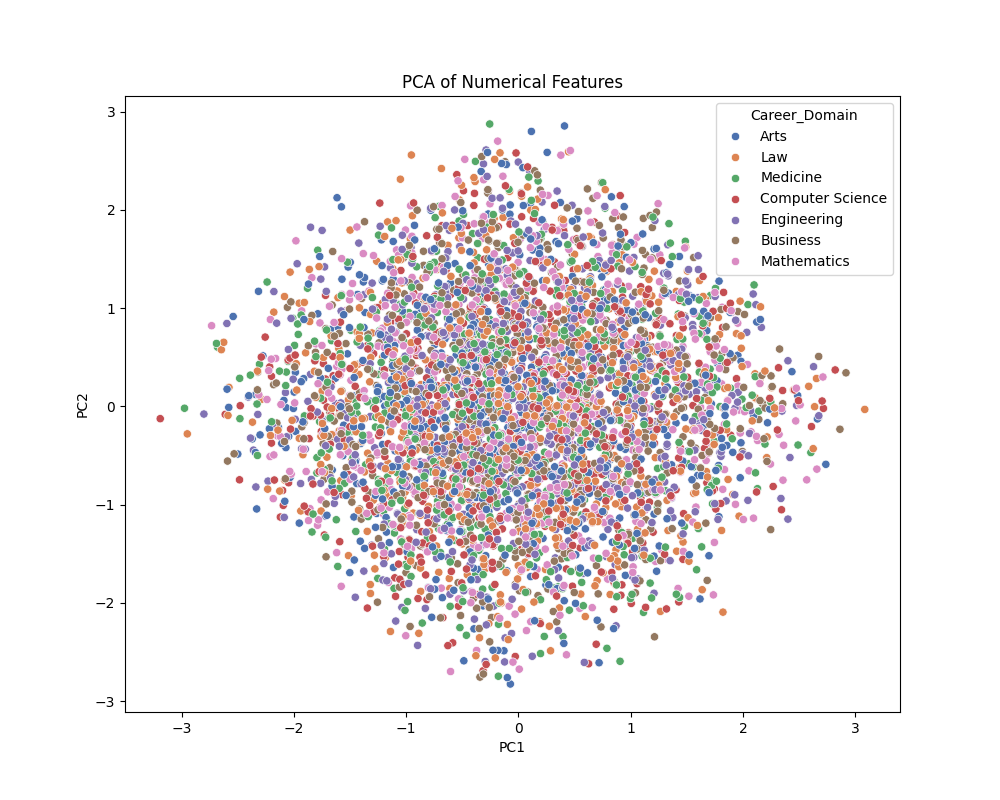 PCA of Numerical Features
Career_Domain
Arts
Law
Medicine
Computer Science
Engineering
Business
Mathematics
3
2
1
0
−1
−2
−3
PC2
−3
−2
−1
0
1
2
3
PC1